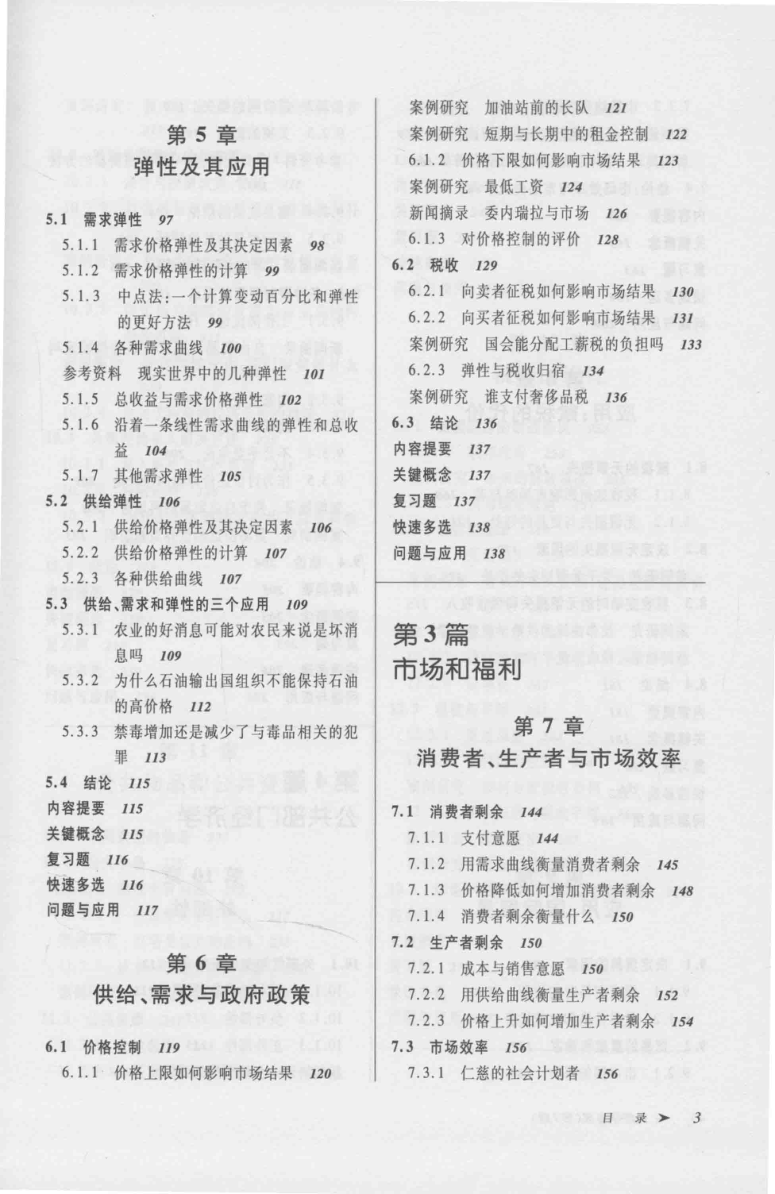 第 5 章
弹性及其应用
5.1 需求弹性 97
5.1.1 需求价格弹性及其决定因素 98
5.1.2 需求价格弹性的计算 99
5.1.3 中点法:一个计算变动百分比和弹性
的更好方法 99
5.1.4 各种需求曲线 100
参考资料 现实世界中的几种弹性 101
5.1.5 总收益与需求价格弹性 102
5.1.6 沿着一条线性需求曲线的弹性和总收
益 104
5.1.7 其他需求弹性 105
5.2 供给弹性 106
5.2.1 供给价格弹性及其决定因素 106
5.2.2 供给价格弹性的计算 107
5.2.3 各种供给曲线 107
5.3 供给、需求和弹性的三个应用 109
5.3.1 农业的好消息可能对农民来说是坏消
息吗 109
5.3.2 为什么石油输出国组织不能保持石油
的高价格 112
5.3.3 禁毒增加还是减少了与毒品相关的犯
罪 113
5.4 结论 115
内容提要 115
关键概念 115
复习题 116
快速多选 116
问题与应用 117
第 6 章
供给、需求与政府政策
6.1 价格控制 119
6.1.1 价格上限如何影响市场结果 120
案例研究 加油站前的长队 121
案例研究 短期与长期中的租金控制 122
6.1.2 价格下限如何影响市场结果 123
案例研究 最低工资 124
新闻摘录 委内瑞拉与市场 126
6.1.3 对价格控制的评价 128
6.2 税收 129
6.2.1 向卖者征税如何影响市场结果 130
6.2.2 向买者征税如何影响市场结果 131
案例研究 国会能分配工薪税的负担吗 133
6.2.3 弹性与税收归宿 134
案例研究 谁支付奢侈品税 136
6.3 结论 136
内容提要 137
关键概念 137
复习题 137
快速多选 138
问题与应用 138
第 3 篇
市场和福利
第 7 章
消费者、生产者与市场效率
7.1 消费者剩余 144
7.1.1 支付意愿 144
7.1.2 用需求曲线衡量消费者剩余 145
7.1.3 价格降低如何增加消费者剩余 148
7.1.4 消费者剩余衡量什么 150
7.2 生产者剩余 150
7.2.1 成本与销售意愿 150
7.2.2 用供给曲线衡量生产者剩余 152
7.2.3 价格上升如何增加生产者剩余 154
7.3 市场效率 156
7.3.1 仁慈的社会计划者 156
目 录 ➤ 3